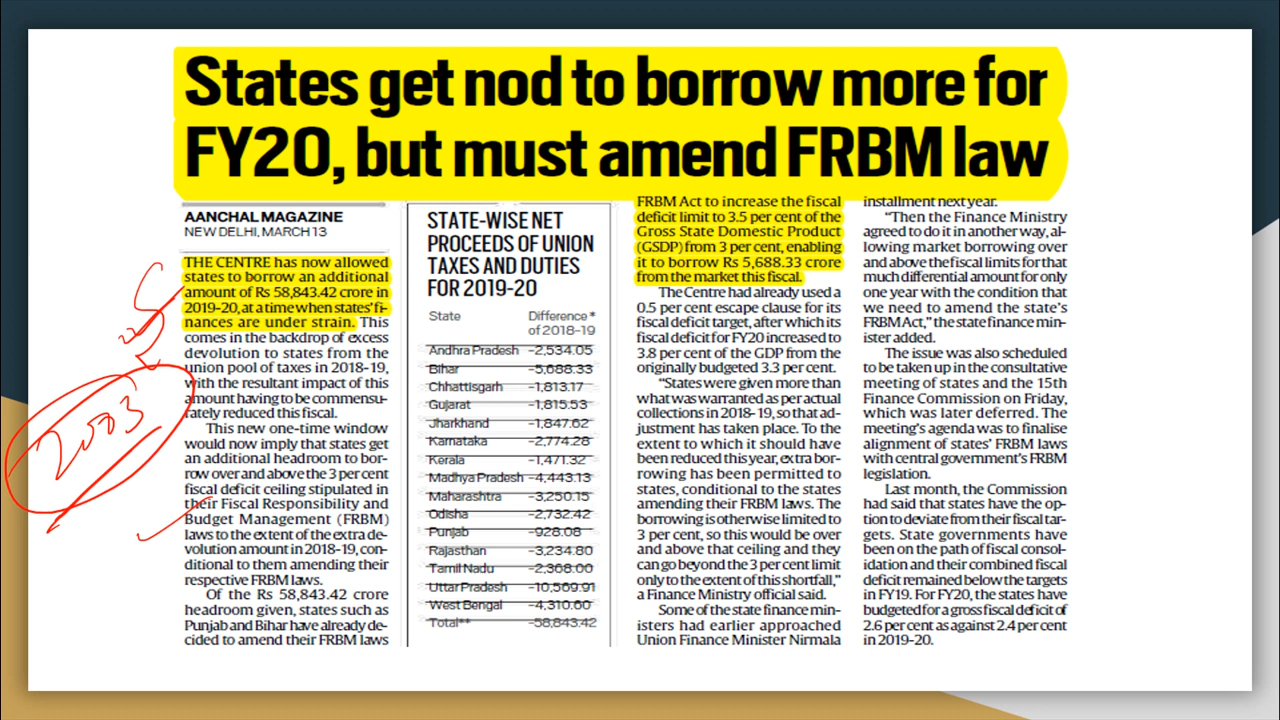 States get nod to borrow more for
FY20, but must amend FRBM law
AANCHAL MAGAZINE
NEW DELHI, MARCH 13
THE CENTRE has now allowed
states to borrow an additional
amount of Rs 58,843.42 crore in
2019-20, at a time when states' fi-
nances are under strain. This
comes in the backdrop of excess
devolution to states from the
union pool of taxes in 2018-19,
with the resultant impact of this
amount having to be commensu-
rately reduced this fiscal.
This new one-time window
would now imply that states get
an additional headroom to bor-
row over and above the 3 per cent
fiscal deficit ceiling stipulated in
their Fiscal Responsibility and
Budget Management (FRBM)
laws to the extent of the extra de-
volution amount in 2018-19, con-
ditional to them amending their
respective FRBM laws.
Of the Rs 58,843.42 crore
headroom given, states such as
Punjab and Bihar have already de-
cided to amend their FRBM laws
2003
STATE-WISE NET
PROCEEDS OF UNION
TAXES AND DUTIES
FOR 2019-20
State Difference *
of 2018-19
Andhra Pradesh -2,534.05
Bihar -5,688.33
Chhattisgarh -1,813.17
Gujarat -1,815.53
Jharkhand -1,847.62
Karnataka -2,774.28
Kerala -1,471.32
Madhya Pradesh -4,443.13
Maharashtra -3,250.15
Odisha -2,732.42
Punjab -928.08
Rajasthan -3,234.80
Tamil Nadu -2,368.00
Uttar Pradesh -10,569.91
West Bengal -4,310.60
Total** -58,843.42
FRBM Act to increase the fiscal
deficit limit to 3.5 per cent of the
Gross State Domestic Product
(GSDP) from 3 per cent, enabling
it to borrow Rs 5,688.33 crore
from the market this fiscal.
The Centre had already used a
0.5 per cent escape clause for its
fiscal deficit target, after which its
fiscal deficit for FY20 increased to
3.8 per cent of the GDP from the
originally budgeted 3.3 per cent.
"States were given more than
what was warranted as per actual
collections in 2018-19, so that ad-
justment has taken place. To the
extent to which it should have
been reduced this year, extra bor-
rowing has been permitted to
states, conditional to the states
amending their FRBM laws. The
borrowing is otherwise limited to
3 per cent, so this would be over
and above that ceiling and they
can go beyond the 3 per cent limit
only to the extent of this shortfall,"
a Finance Ministry official said.
Some of the state finance min-
isters had earlier approached
Union Finance Minister Nirmala
installment next year.
"Then the Finance Ministry
agreed to do it in another way, al-
lowing market borrowing over
and above the fiscal limits for that
much differential amount for only
one year with the condition that
we need to amend the state's
FRBM Act," the state finance min-
ister added.
The issue was also scheduled
to be taken up in the consultative
meeting of states and the 15th
Finance Commission on Friday,
which was later deferred. The
meeting's agenda was to finalise
alignment of states' FRBM laws
with central government's FRBM
legislation.
Last month, the Commission
had said that states have the op-
tion to deviate from their fiscal tar-
gets. State governments have
been on the path of fiscal consol-
idation and their combined fiscal
deficit remained below the targets
in FY19. For FY20, the states have
budgeted for a gross fiscal deficit of
2.6 per cent as against 2.4 per cent
in 2019-20.